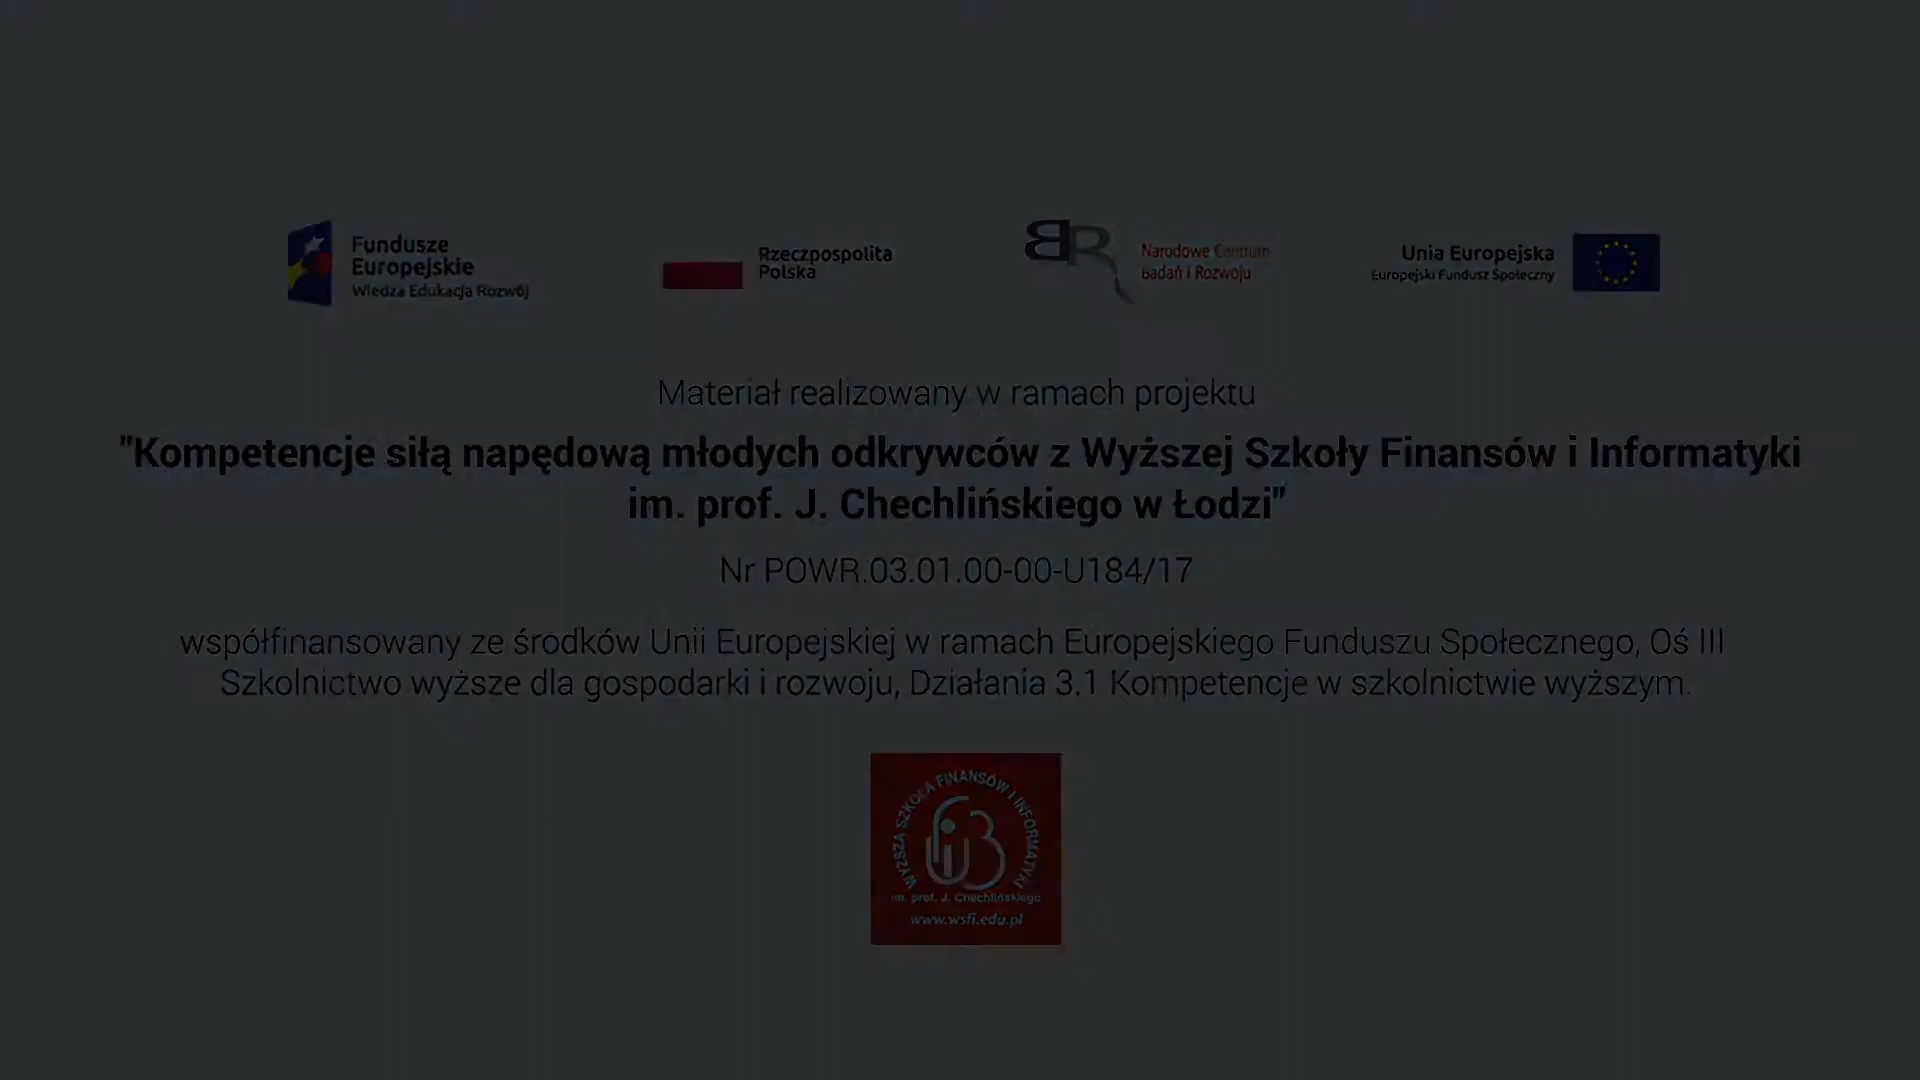 Fundusze
Europejskie
Wiedza Edukacja Rozwój
Rzeczpospolita
Polska
Narodowe Centrum
Badań i Rozwoju
Unia Europejska
Europejski Fundusz Społeczny
Materiał realizowany w ramach projektu
"Kompetencje siłą napędową młodych odkrywców z Wyższej Szkoły Finansów i Informatyki
im. prof. J. Chechlińskiego w Łodzi"
Nr POWR.03.01.00-00-U184/17
współfinansowany ze środków Unii Europejskiej w ramach Europejskiego Funduszu Społecznego, Oś III
Szkolnictwo wyższe dla gospodarki i rozwoju, Działania 3.1 Kompetencje w szkolnictwie wyższym.
WYŻSZA SZKOŁA FINANSÓW I INFORMATYKI
im. prof. J. Chechlińskiego
www.wsfi.edu.pl